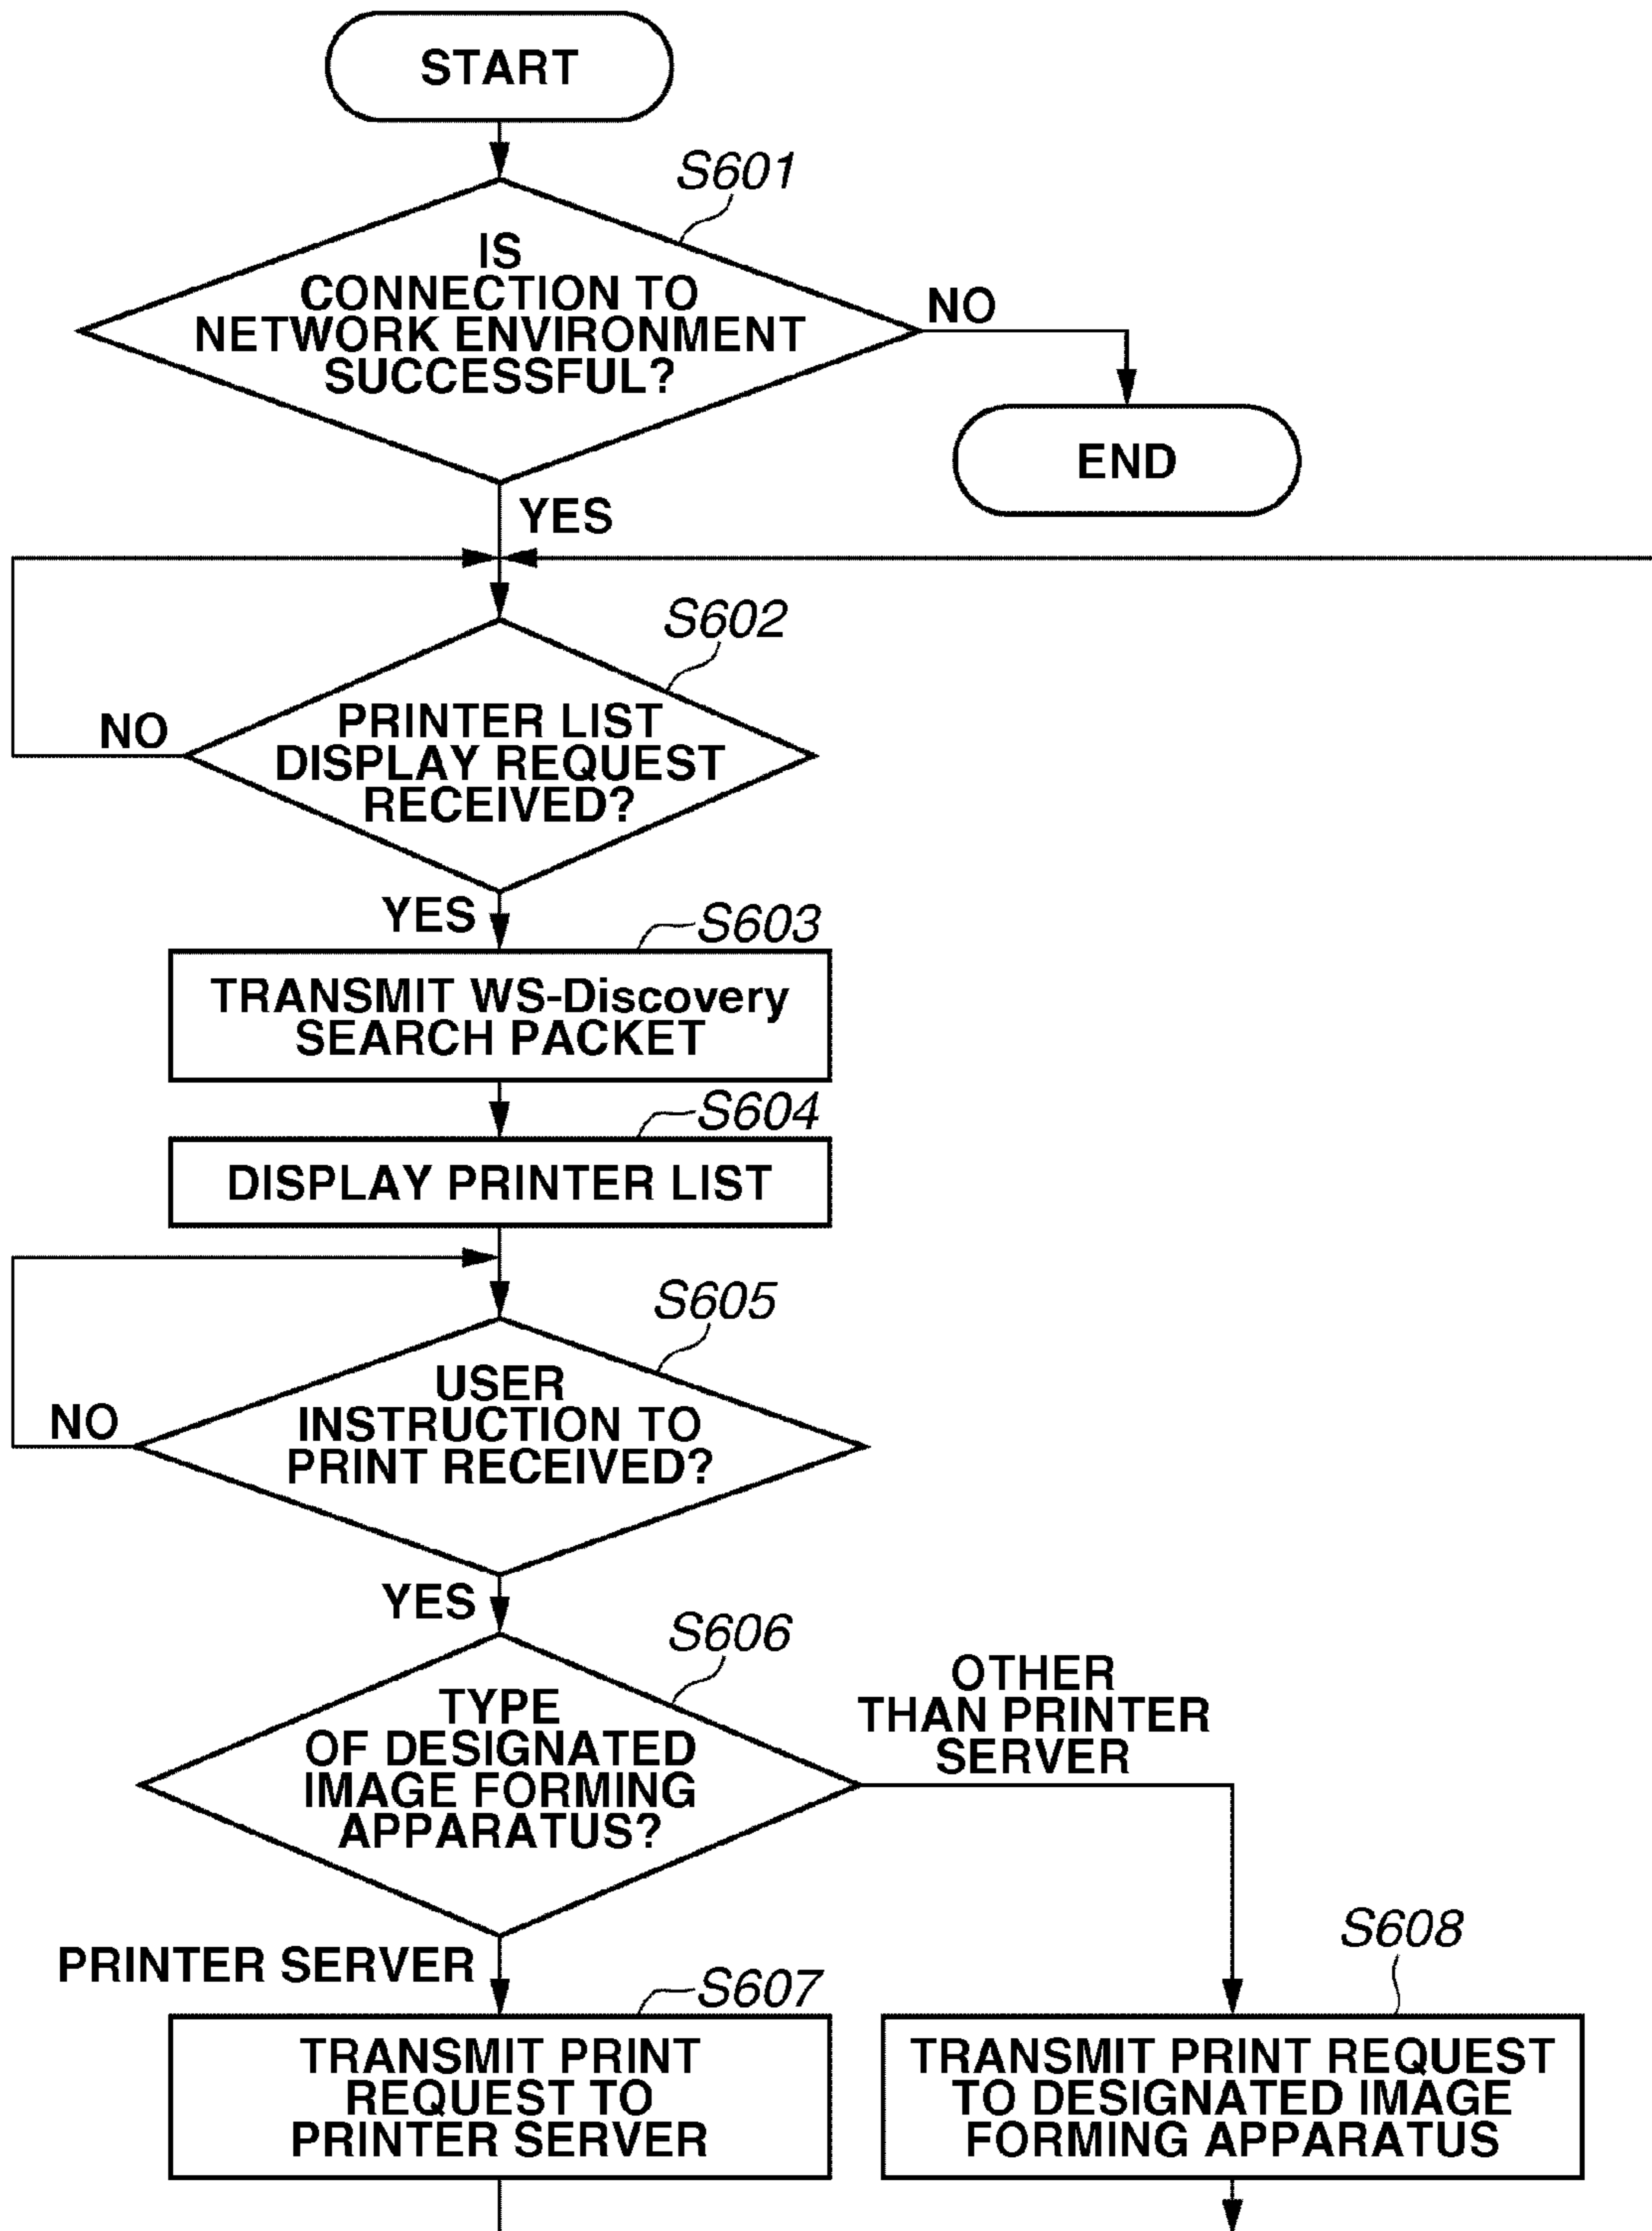 START
S601
IS
CONNECTION TO
NETWORK ENVIRONMENT
SUCCESSFUL?
NO
END
YES
S602
PRINTER LIST
DISPLAY REQUEST
RECEIVED?
NO
YES
S603
TRANSMIT WS-Discovery
SEARCH PACKET
S604
DISPLAY PRINTER LIST
S605
USER
INSTRUCTION TO
PRINT RECEIVED?
NO
YES
S606
TYPE
OF DESIGNATED
IMAGE FORMING
APPARATUS?
OTHER
THAN PRINTER
SERVER
PRINTER SERVER
S607
TRANSMIT PRINT
REQUEST TO
PRINTER SERVER
S608
TRANSMIT PRINT REQUEST
TO DESIGNATED IMAGE
FORMING APPARATUS